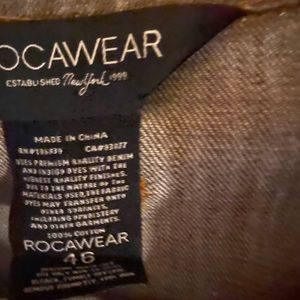 ROCAWEAR
ESTABLISHED New York 1999
MADE IN CHINA
USES PREMIUM QUALITY DENIM
AND INDIGO DYES WITH THE
HIGHEST QUALITY FINISHES.
DUE TO THE NATURE OF THE
MATERIALS USED, THE FABRIC
DYES MAY TRANSFER ONTO
OTHER SURFACES,
INCLUDING UPHOLSTERY
AND OTHER GARMENTS.
100% COTTON
ROCAWEAR
46